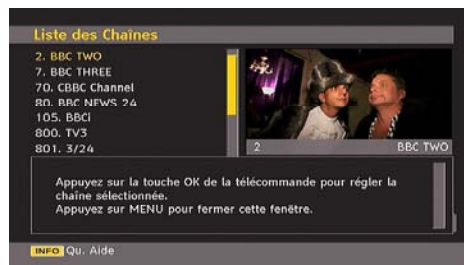 Liste des Chaînes
2. BBC TWO
7. BBC THREE
70. CBBC Channel
80. BBC NEWS 24
105. BBCi
800. TV3
801. 3/24
2 BBC TWO
Appuyez sur la touche OK de la télécommande pour régler la
chaîne sélectionnée.
Appuyez sur MENU pour fermer cette fenêtre.
INFO Qu. Aide